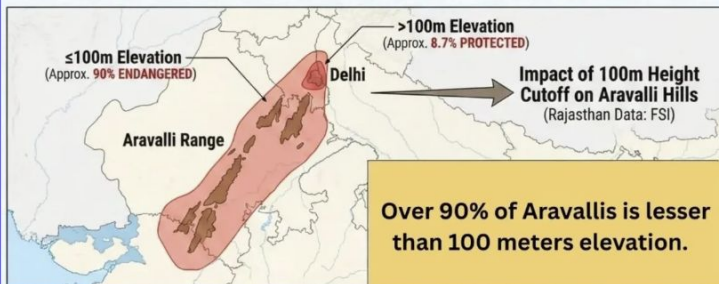 >100m Elevation
(Approx. 8.7% PROTECTED)
≤100m Elevation
(Approx. 90% ENDANGERED)
Delhi
Impact of 100m Height
Cutoff on Aravalli Hills
(Rajasthan Data: FSI)
Aravalli Range
Over 90% of Aravallis is lesser
than 100 meters elevation.